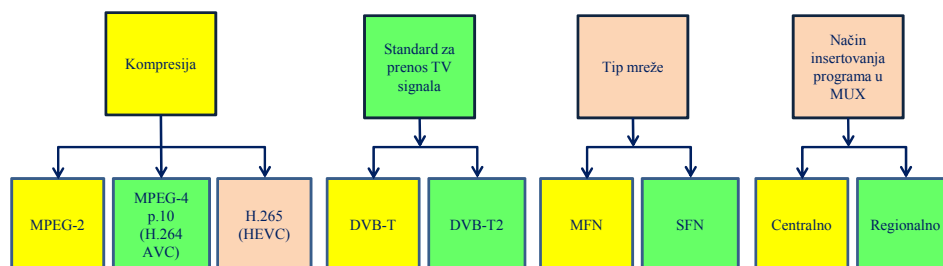 Kompresija
Standard za
prenos TV
signala
Tip mreže
Način
insertovanja
programa u
MUX
MPEG-2
MPEG-4
p.10
(H.264
AVC)
H.265
(HEVC)
DVB-T
DVB-T2
MFN
SFN
Centralno
Regionalno